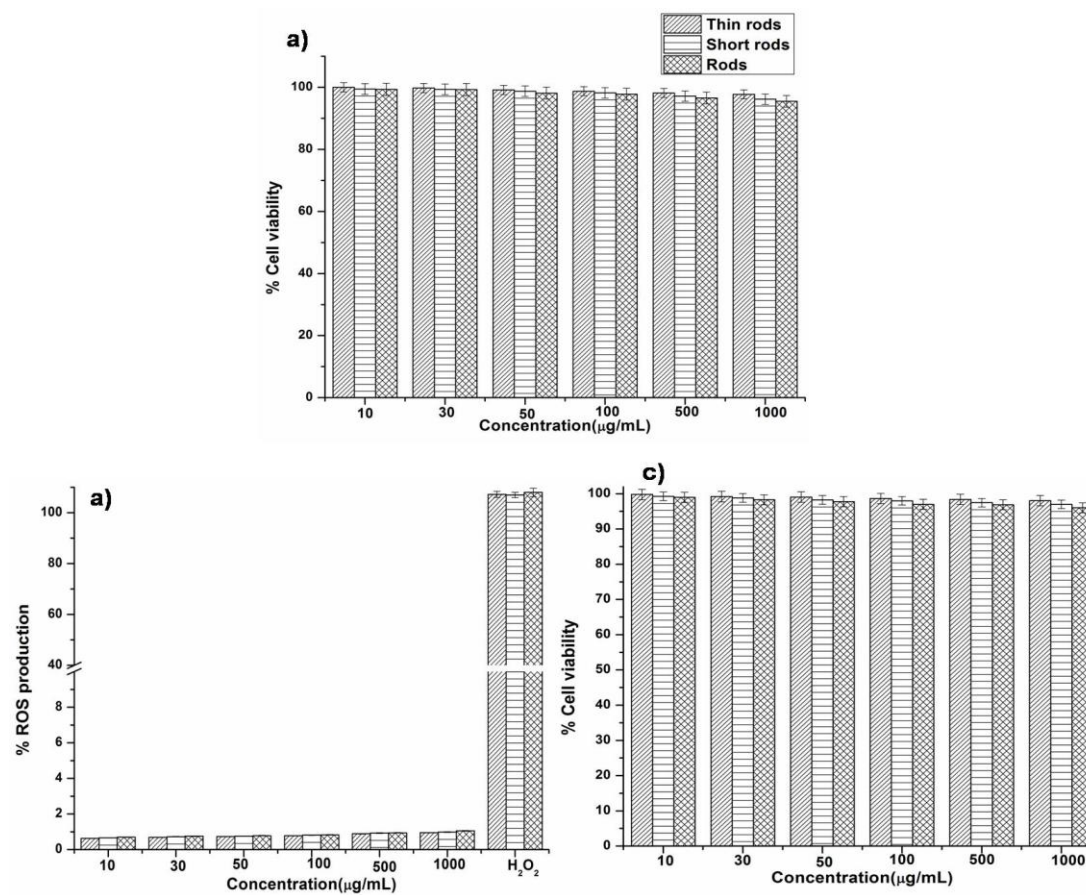 a)
Thin rods
Short rods
Rods
100
80
60
40
20
0
% Cell viability
10 30 50 100 500 1000
Concentration(µg/mL)
a)
100
80
60
40
8
6
4
2
0
% ROS production
10 30 50 100 500 1000 H₂O₂
Concentration(µg/mL)
c)
100
90
80
70
60
50
40
30
20
10
0
% Cell viability
10 30 50 100 500 1000
Concentration(µg/mL)